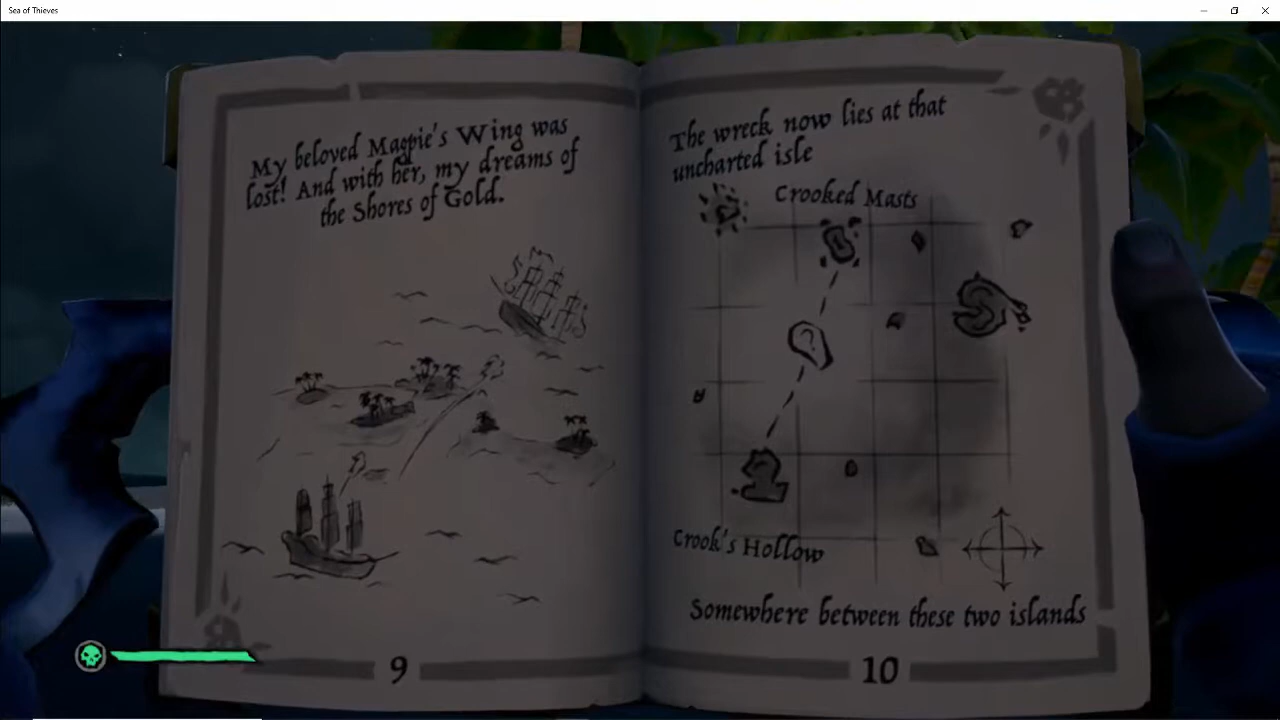 Sea of Thieves
My beloved Magpie's Wing was
lost! And with her, my dreams of
the Shores of Gold.
9
The wreck now lies at that
uncharted isle
Crooked Masts
?
Crook's Hollow
Somewhere between these two islands
10